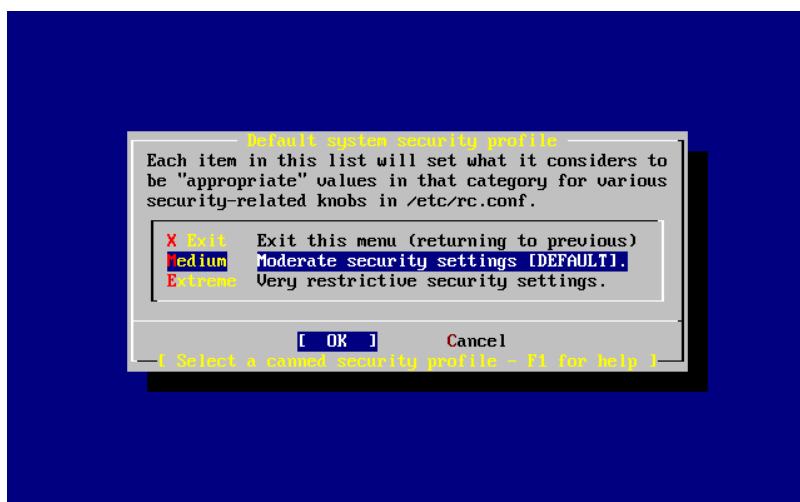 Default system security profile
Each item in this list will set what it considers to
be "appropriate" values in that category for various
security-related knobs in /etc/rc.conf.
X Exit Exit this menu (returning to previous)
Medium Moderate security settings [DEFAULT].
Extreme Very restrictive security settings.
[ OK ] Cancel
[ Select a canned security profile - F1 for help ]